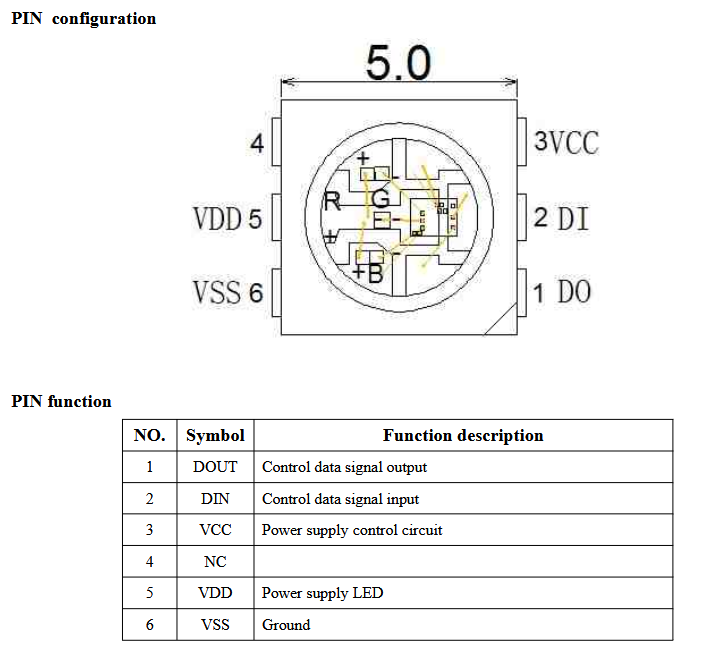 PIN configuration
5.0
4
3VCC
+
-
R
G
VDD 5
-
2 DI
+
-
+B
VSS 6
1 DO
PIN function
NO. Symbol Function description
1 DOUT Control data signal output
2 DIN Control data signal input
3 VCC Power supply control circuit
4 NC
5 VDD Power supply LED
6 VSS Ground